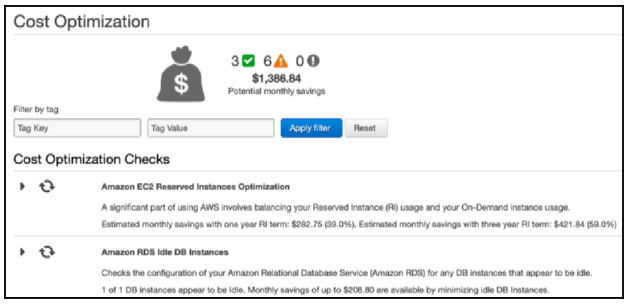 Cost Optimization
$
3 6 0
$1,386.84
Potential monthly savings
Filter by tag
Tag Key Tag Value Apply filter Reset
Cost Optimization Checks
Amazon EC2 Reserved Instances Optimization
A significant part of using AWS involves balancing your Reserved Instance (RI) usage and your On-Demand instance usage.
Estimated monthly savings with one year RI term: $282.75 (39.0%). Estimated monthly savings with three year RI term: $421.84 (59.0%)
Amazon RDS Idle DB Instances
Checks the configuration of your Amazon Relational Database Service (Amazon RDS) for any DB instances that appear to be idle.
1 of 1 DB instances appear to be Idle. Monthly savings of up to $208.80 are available by minimizing idle DB Instances.